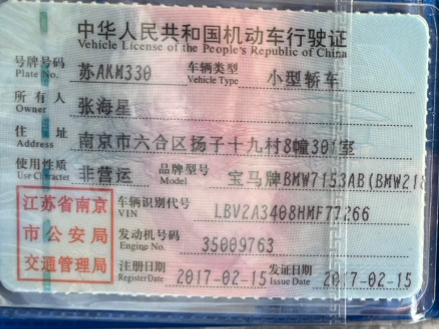 中华人民共和国机动车行驶证
Vehicle License of the People's Republic of China
号牌号码 Plate No. 苏AKM330 车辆类型 Vehicle Type 小型轿车
所有人 Owner 张海星
住址 Address 南京市六合区扬子十九村8幢301室
使用性质 Use Character 非营运 品牌型号 Model 宝马牌BMW7153AB(BMW218
江苏省南京市公安局交通管理局
车辆识别代号 VIN LBV2A3408HMF77266
发动机号码 Engine No. 35009763
注册日期 Register Date 2017-02-15 发证日期 Issue Date 2017-02-15